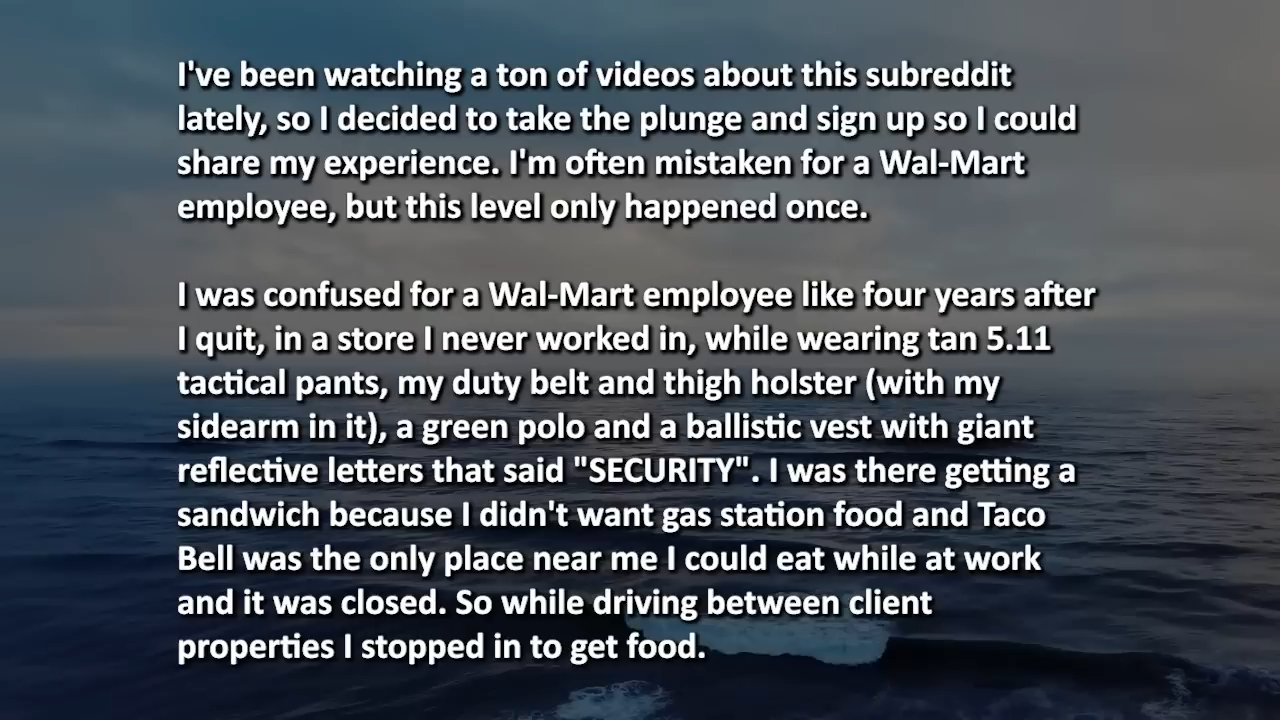 I've been watching a ton of videos about this subreddit
lately, so I decided to take the plunge and sign up so I could
share my experience. I'm often mistaken for a Wal-Mart
employee, but this level only happened once.
I was confused for a Wal-Mart employee like four years after
I quit, in a store I never worked in, while wearing tan 5.11
tactical pants, my duty belt and thigh holster (with my
sidearm in it), a green polo and a ballistic vest with giant
reflective letters that said "SECURITY". I was there getting a
sandwich because I didn't want gas station food and Taco
Bell was the only place near me I could eat while at work
and it was closed. So while driving between client
properties I stopped in to get food.